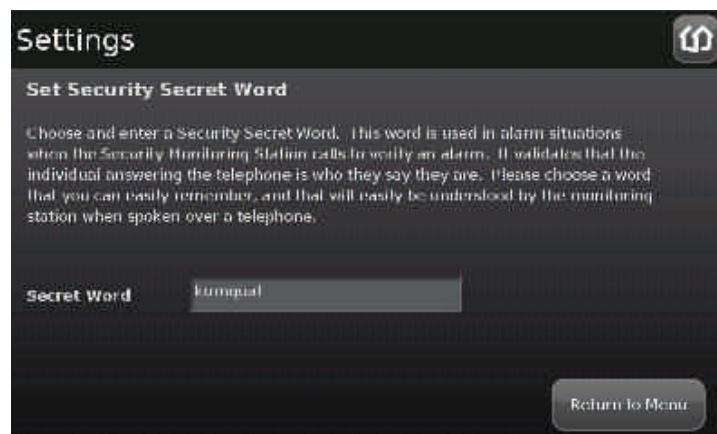 Settings
Set Security Secret Word
Choose and enter a Security Secret Word. This word is used in alarm situations
when the Security Monitoring Station calls to verify an alarm. It validates that the
individual answering the telephone is who they say they are. Please choose a word
that you can easily remember, and that will easily be understood by the monitoring
station when spoken over a telephone.
Secret Word kumquat
Return to Menu